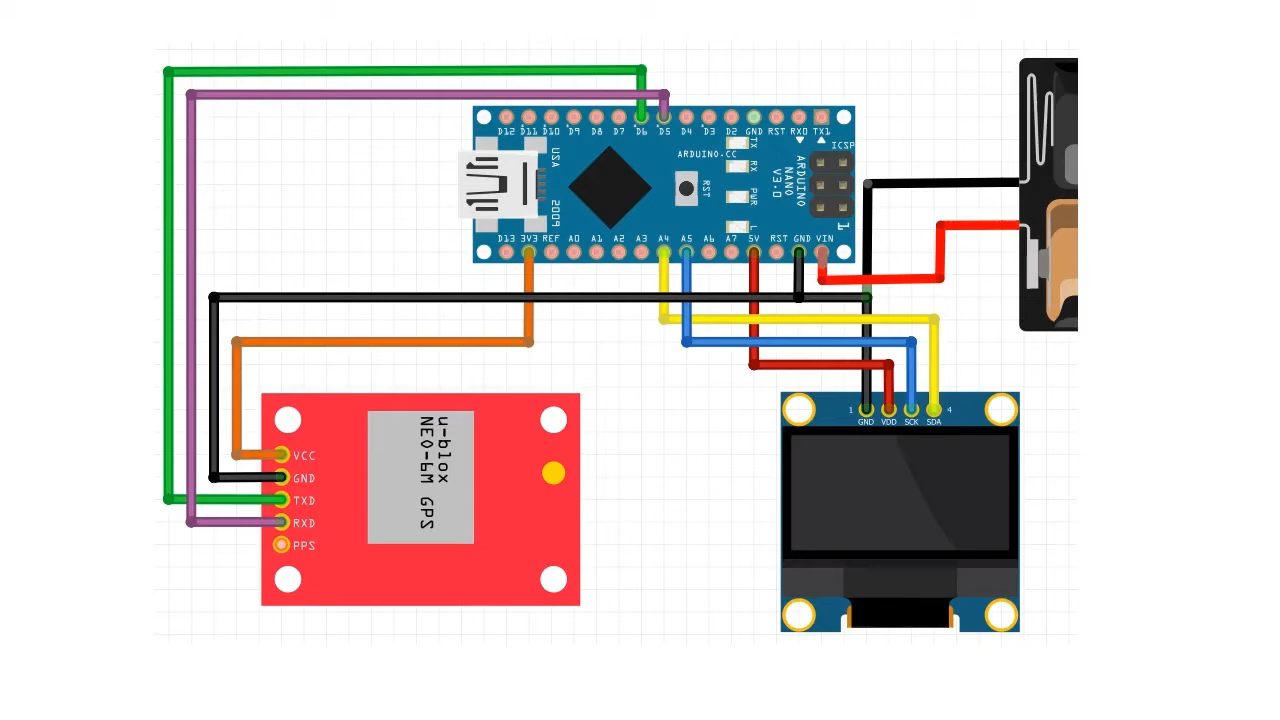 D12 D11 D10 D9 D8 D7 D6 D5 D4 D3 D2 GND RST RX0 TX1
ICSP
1
ARDUINO.CC
TX
RX
PWR
L
RST
USA
2009
ARDUINO
NANO
V3.0
D13 3V3 REF A0 A1 A2 A3 A4 A5 A6 A7 5V RST GND VIN
VCC
GND
TXD
RXD
PPS
u-blox
NEO-6M GPS
1 4
GND VDD SCK SDA